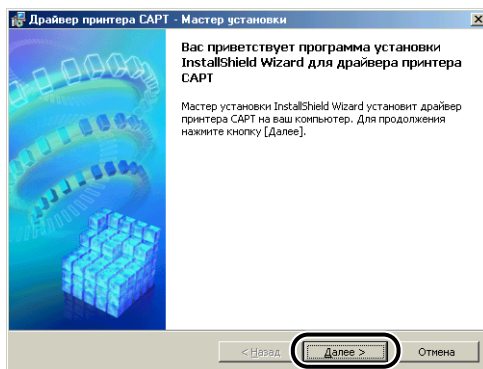 Драйвер принтера CAPT - Мастер установки
Вас приветствует программа установки
InstallShield Wizard для драйвера принтера
CAPT
Мастер установки InstallShield Wizard установит драйвер
принтера CAPT на ваш компьютер. Для продолжения
нажмите кнопку [Далее].
< Назад Далее > Отмена